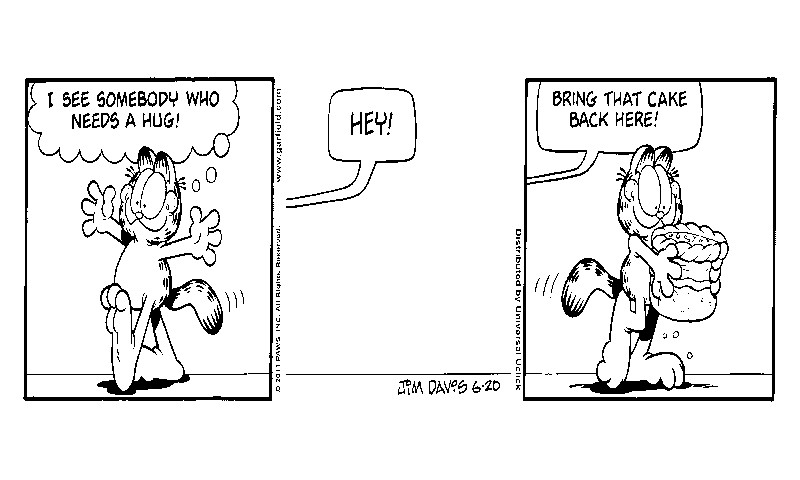 I SEE SOMEBODY WHO
NEEDS A HUG!
© 2011 PAWS, INC. All Rights Reserved.
www.garfield.com
HEY!
JIM DAVIS 6-20
Distributed by Universal Uclick
BRING THAT CAKE
BACK HERE!